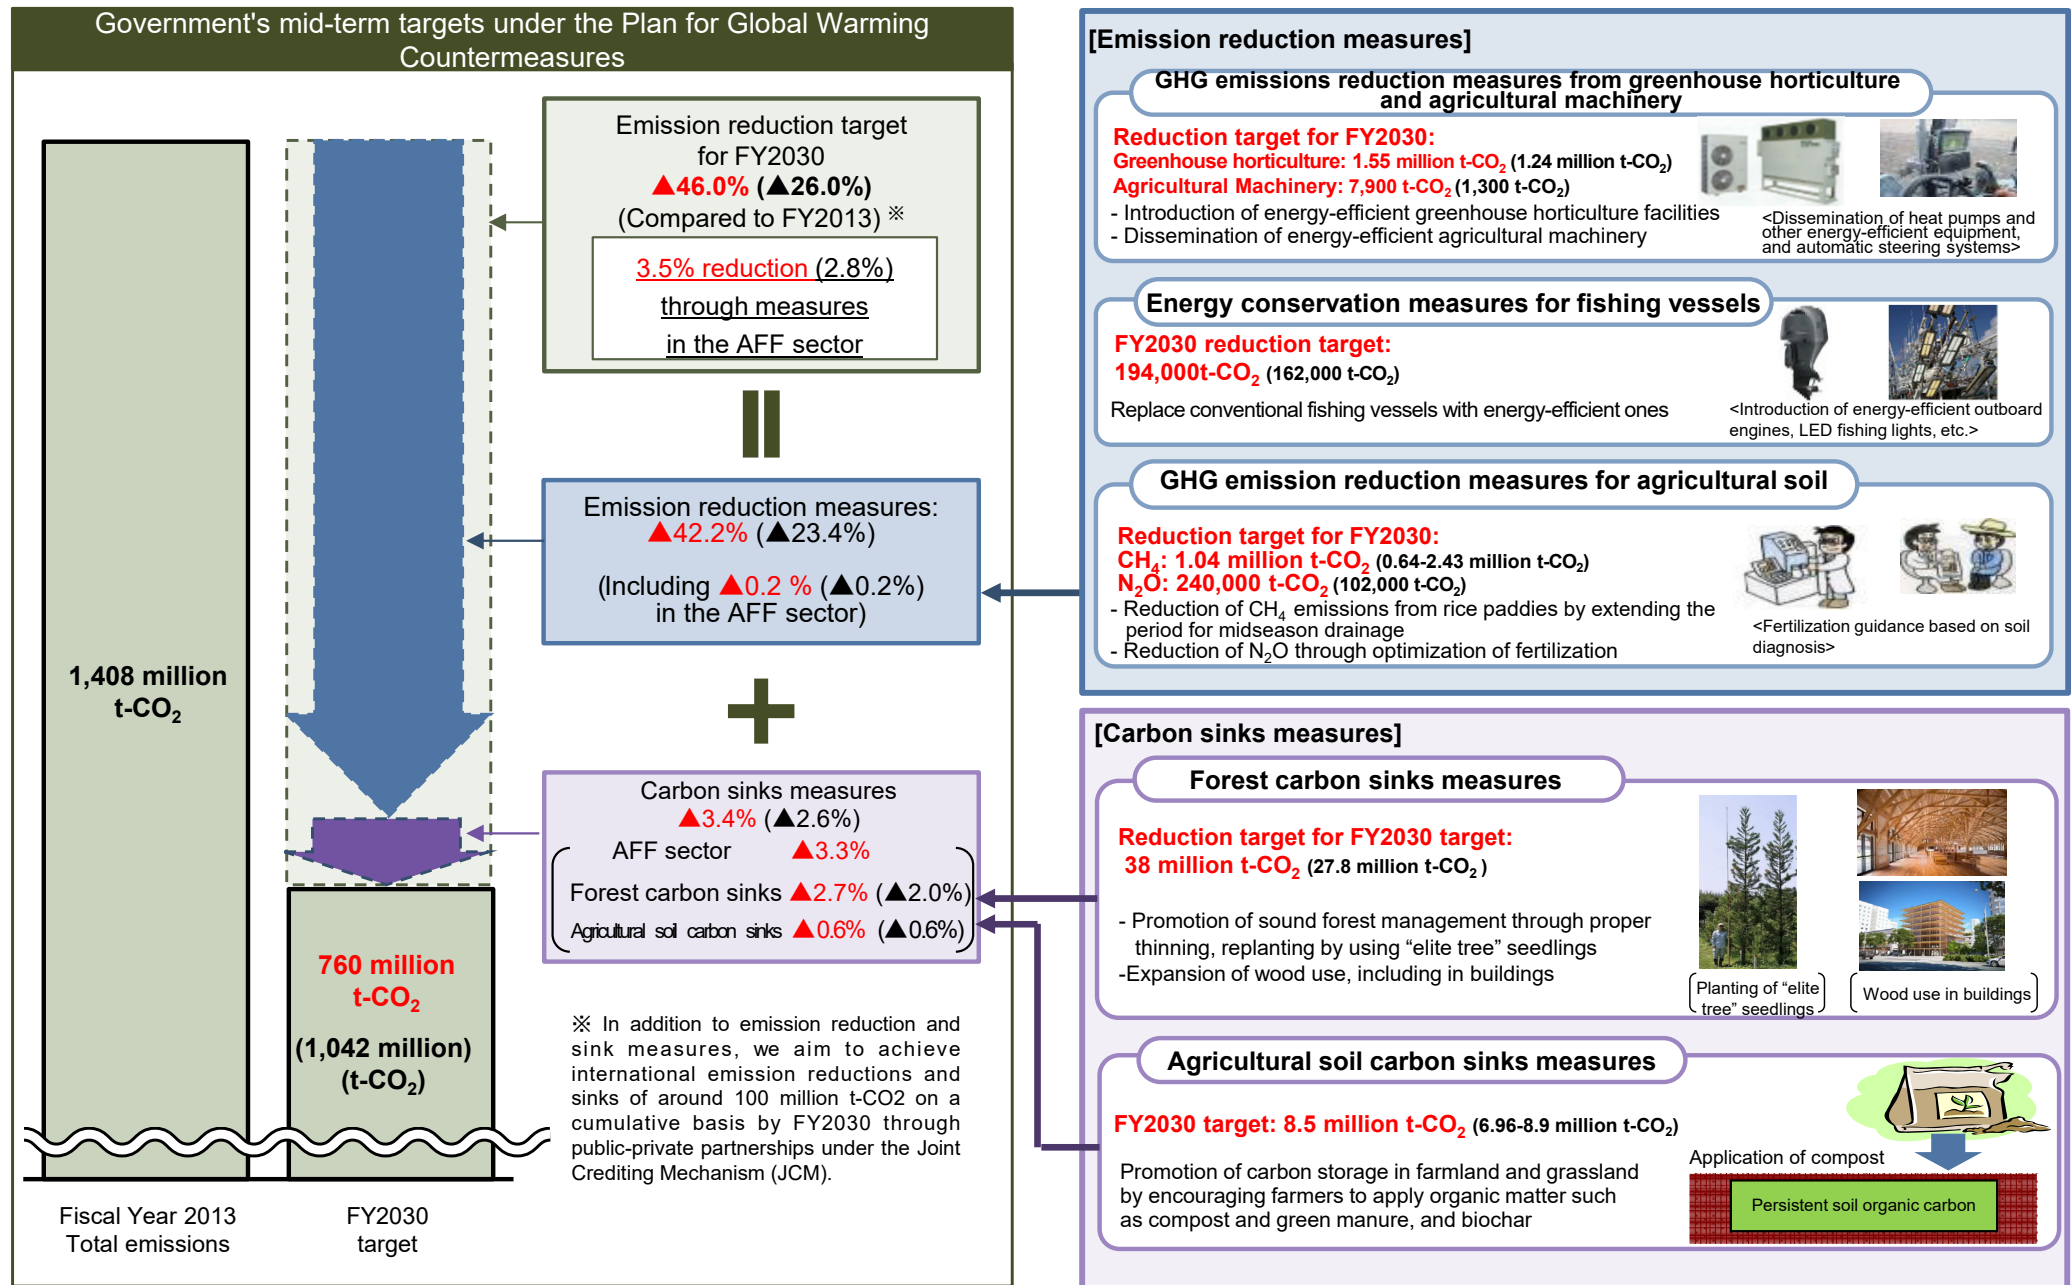 Government's mid-term targets under the Plan for Global Warming
Countermeasures
1,408 million
t-CO₂
760 million
t-CO₂
(1,042 million)
(t-CO₂)
Fiscal Year 2013
Total emissions
FY2030
target
Emission reduction target
for FY2030
▲46.0% (▲26.0%)
(Compared to FY2013) ※
3.5% reduction (2.8%)
through measures
in the AFF sector
Emission reduction measures:
▲42.2% (▲23.4%)
(Including ▲0.2 % (▲0.2%)
in the AFF sector)
Carbon sinks measures
▲3.4% (▲2.6%)
AFF sector ▲3.3%
Forest carbon sinks ▲2.7% (▲2.0%)
Agricultural soil carbon sinks ▲0.6% (▲0.6%)
※ In addition to emission reduction and
sink measures, we aim to achieve
international emission reductions and
sinks of around 100 million t-CO2 on a
cumulative basis by FY2030 through
public-private partnerships under the Joint
Crediting Mechanism (JCM).
[Emission reduction measures]
GHG emissions reduction measures from greenhouse horticulture
and agricultural machinery
Reduction target for FY2030:
Greenhouse horticulture: 1.55 million t-CO₂ (1.24 million t-CO₂)
Agricultural Machinery: 7,900 t-CO₂ (1,300 t-CO₂)
- Introduction of energy-efficient greenhouse horticulture facilities
- Dissemination of energy-efficient agricultural machinery
<Dissemination of heat pumps and
other energy-efficient equipment,
and automatic steering systems>
Energy conservation measures for fishing vessels
FY2030 reduction target:
194,000t-CO₂ (162,000 t-CO₂)
Replace conventional fishing vessels with energy-efficient ones
<Introduction of energy-efficient outboard
engines, LED fishing lights, etc.>
GHG emission reduction measures for agricultural soil
Reduction target for FY2030:
CH₄: 1.04 million t-CO₂ (0.64-2.43 million t-CO₂)
N₂O: 240,000 t-CO₂ (102,000 t-CO₂)
- Reduction of CH₄ emissions from rice paddies by extending the
period for midseason drainage
- Reduction of N₂O through optimization of fertilization
<Fertilization guidance based on soil
diagnosis>
[Carbon sinks measures]
Forest carbon sinks measures
Reduction target for FY2030 target:
38 million t-CO₂ (27.8 million t-CO₂ )
- Promotion of sound forest management through proper
thinning, replanting by using “elite tree” seedlings
-Expansion of wood use, including in buildings
Planting of “elite
tree” seedlings
Wood use in buildings
Agricultural soil carbon sinks measures
FY2030 target: 8.5 million t-CO₂ (6.96-8.9 million t-CO₂)
Promotion of carbon storage in farmland and grassland
by encouraging farmers to apply organic matter such
as compost and green manure, and biochar
Application of compost
Persistent soil organic carbon